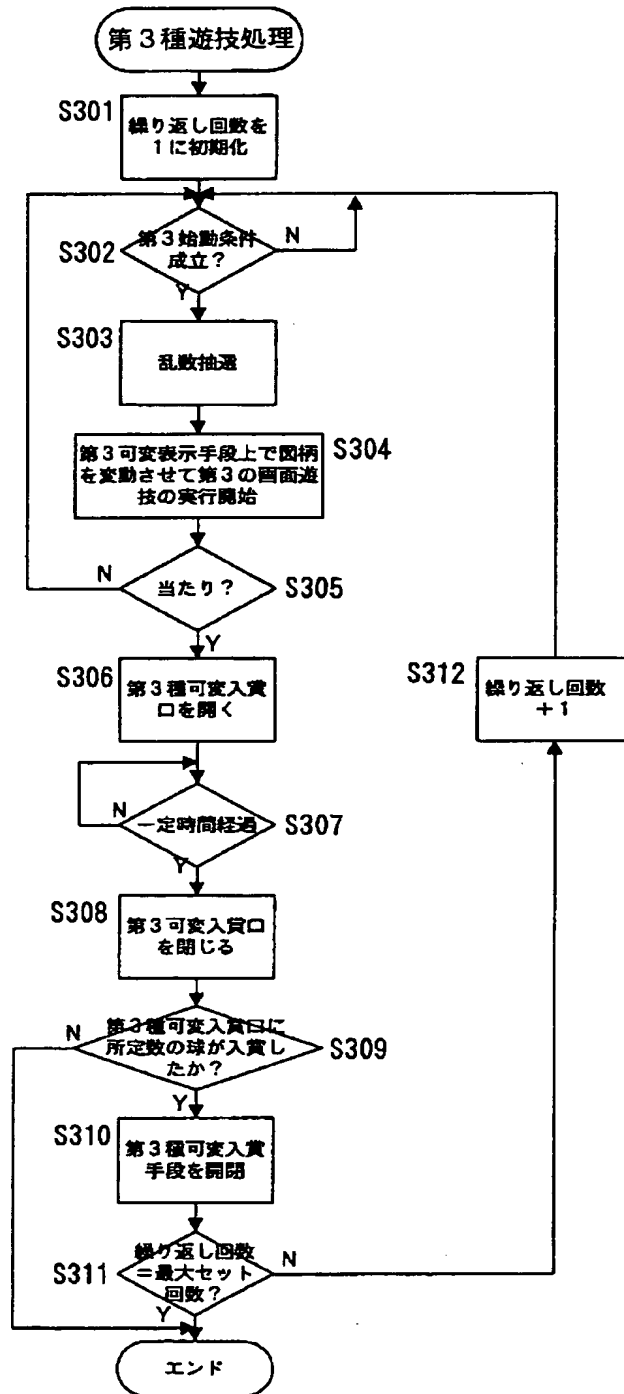 第3種遊技処理
S301
繰り返し回数を
1に初期化
S302
第3始動条件
成立？
N
Y
S303
乱数抽選
第3可変表示手段上で図柄
を変動させて第3の画面遊
技の実行開始
S304
N
当たり？
S305
Y
S306
第3種可変入賞
口を開く
S312
繰り返し回数
＋1
N
一定時間経過
S307
Y
S308
第3可変入賞口
を閉じる
N
第3種可変入賞口に
所定数の球が入賞し
たか？
S309
Y
S310
第3種可変入賞
手段を開閉
S311
繰り返し回数
＝最大セット
回数？
N
Y
エンド